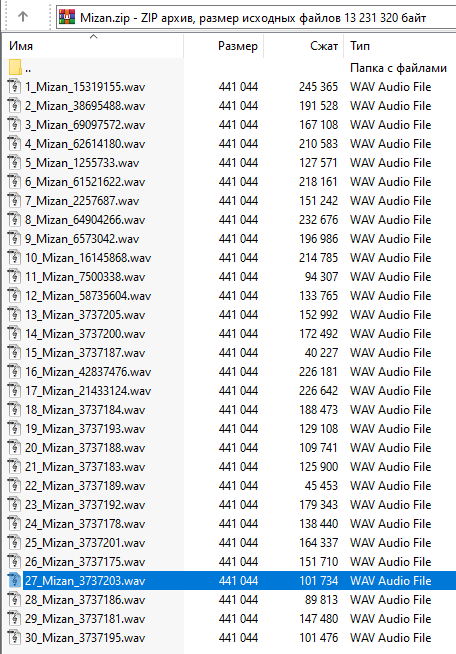 Mizan.zip - ZIP архив, размер исходных файлов 13 231 320 байт
Имя Размер Сжат Тип
.. Папка с файлами
1_Mizan_15319155.wav 441 044 245 365 WAV Audio File
2_Mizan_38695488.wav 441 044 191 528 WAV Audio File
3_Mizan_69097572.wav 441 044 167 108 WAV Audio File
4_Mizan_62614180.wav 441 044 210 583 WAV Audio File
5_Mizan_1255733.wav 441 044 127 571 WAV Audio File
6_Mizan_61521622.wav 441 044 218 161 WAV Audio File
7_Mizan_2257687.wav 441 044 151 242 WAV Audio File
8_Mizan_64904266.wav 441 044 232 676 WAV Audio File
9_Mizan_6573042.wav 441 044 196 986 WAV Audio File
10_Mizan_16145868.wav 441 044 214 785 WAV Audio File
11_Mizan_7500338.wav 441 044 94 307 WAV Audio File
12_Mizan_58735604.wav 441 044 133 765 WAV Audio File
13_Mizan_3737205.wav 441 044 152 992 WAV Audio File
14_Mizan_3737200.wav 441 044 172 492 WAV Audio File
15_Mizan_3737187.wav 441 044 40 227 WAV Audio File
16_Mizan_42837476.wav 441 044 226 181 WAV Audio File
17_Mizan_21433124.wav 441 044 226 642 WAV Audio File
18_Mizan_3737184.wav 441 044 188 473 WAV Audio File
19_Mizan_3737193.wav 441 044 129 108 WAV Audio File
20_Mizan_3737188.wav 441 044 109 741 WAV Audio File
21_Mizan_3737183.wav 441 044 125 900 WAV Audio File
22_Mizan_3737189.wav 441 044 45 453 WAV Audio File
23_Mizan_3737192.wav 441 044 179 343 WAV Audio File
24_Mizan_3737178.wav 441 044 138 440 WAV Audio File
25_Mizan_3737201.wav 441 044 164 337 WAV Audio File
26_Mizan_3737175.wav 441 044 151 710 WAV Audio File
27_Mizan_3737203.wav 441 044 101 734 WAV Audio File
28_Mizan_3737186.wav 441 044 89 813 WAV Audio File
29_Mizan_3737181.wav 441 044 147 480 WAV Audio File
30_Mizan_3737195.wav 441 044 101 476 WAV Audio File